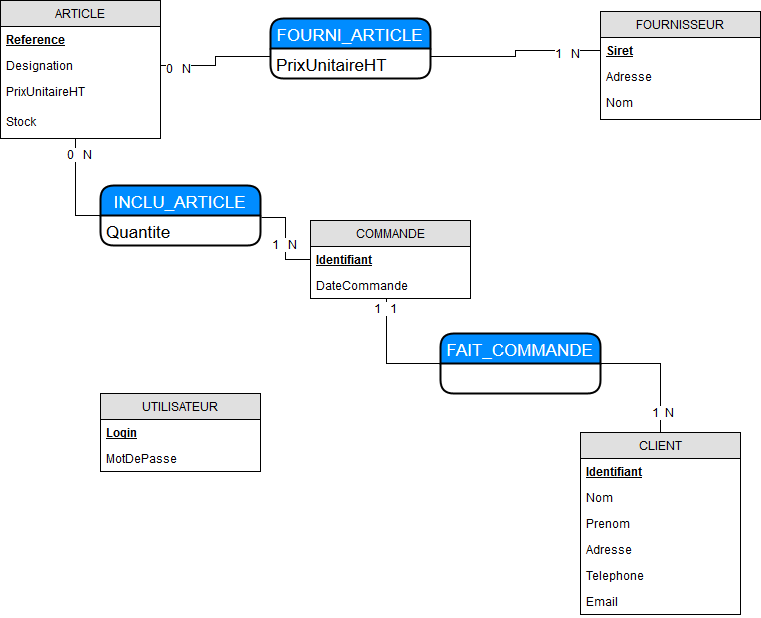 ARTICLE
Reference
Designation
PrixUnitaireHT
Stock
0 N
FOURNI_ARTICLE
PrixUnitaireHT
1 N
FOURNISSEUR
Siret
Adresse
Nom
0 N
INCLU_ARTICLE
Quantite
1 N
COMMANDE
Identifiant
DateCommande
1 1
FAIT_COMMANDE
1 N
UTILISATEUR
Login
MotDePasse
CLIENT
Identifiant
Nom
Prenom
Adresse
Telephone
Email